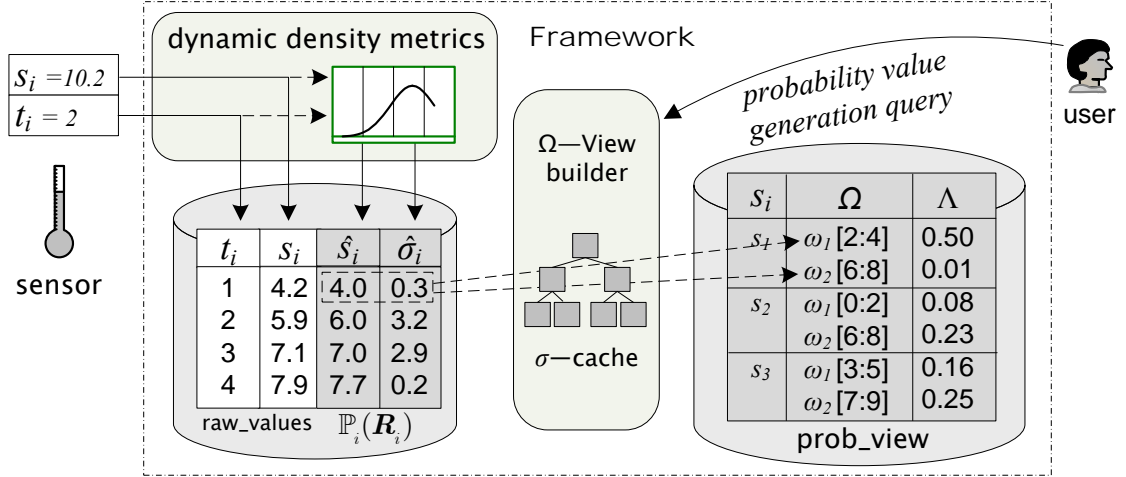 dynamic density metrics
Framework
s_i =10.2
t_i = 2
sensor
probability value
generation query
user
Ω—View
builder
σ—cache
t_i s_i ŝ_i σ̂_i
1 4.2 4.0 0.3
2 5.9 6.0 3.2
3 7.1 7.0 2.9
4 7.9 7.7 0.2
raw_values ℙ_i(R_i)
s_i Ω Λ
s_1 ω_1 [2:4] 0.50
ω_2 [6:8] 0.01
s_2 ω_1 [0:2] 0.08
ω_2 [6:8] 0.23
s_3 ω_1 [3:5] 0.16
ω_2 [7:9] 0.25
prob_view